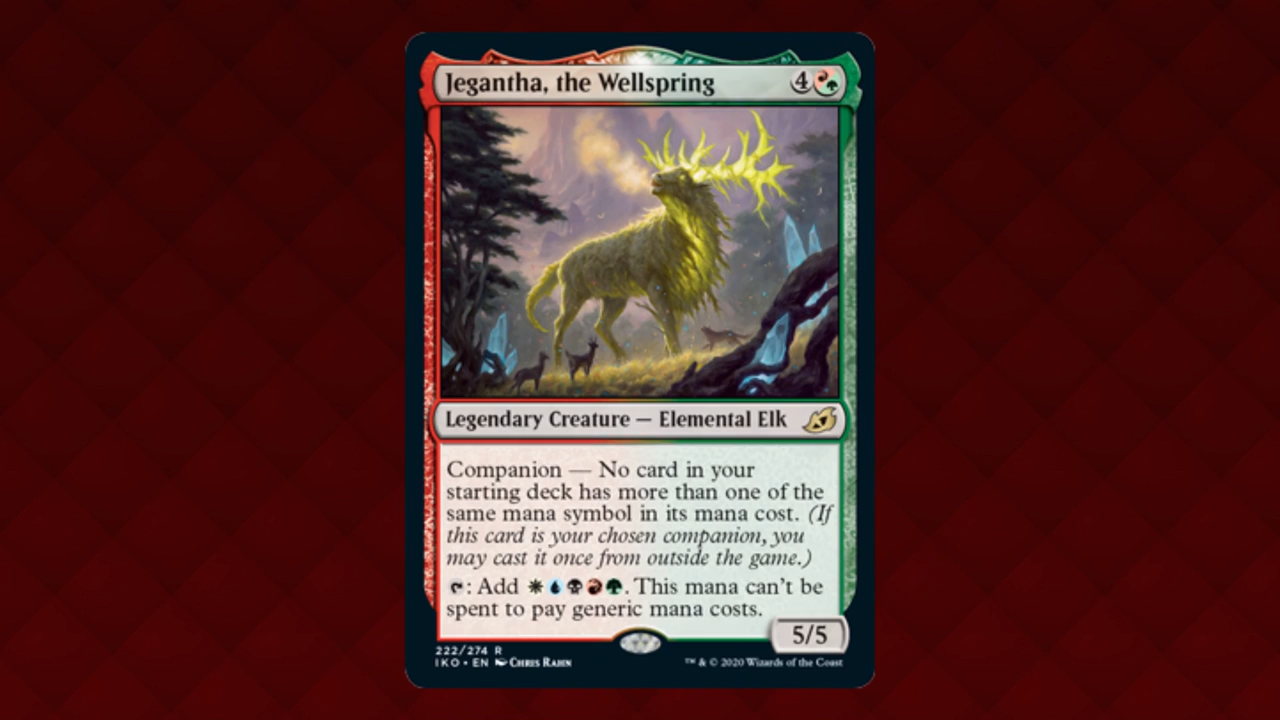 Jegantha, the Wellspring 4
Legendary Creature — Elemental Elk
Companion — No card in your
starting deck has more than one of the
same mana symbol in its mana cost. (If
this card is your chosen companion, you
may cast it once from outside the game.)
: Add . This mana can't be
spent to pay generic mana costs.
5/5
222/274 R
IKO • EN Chris Rahn
™ & © 2020 Wizards of the Coast